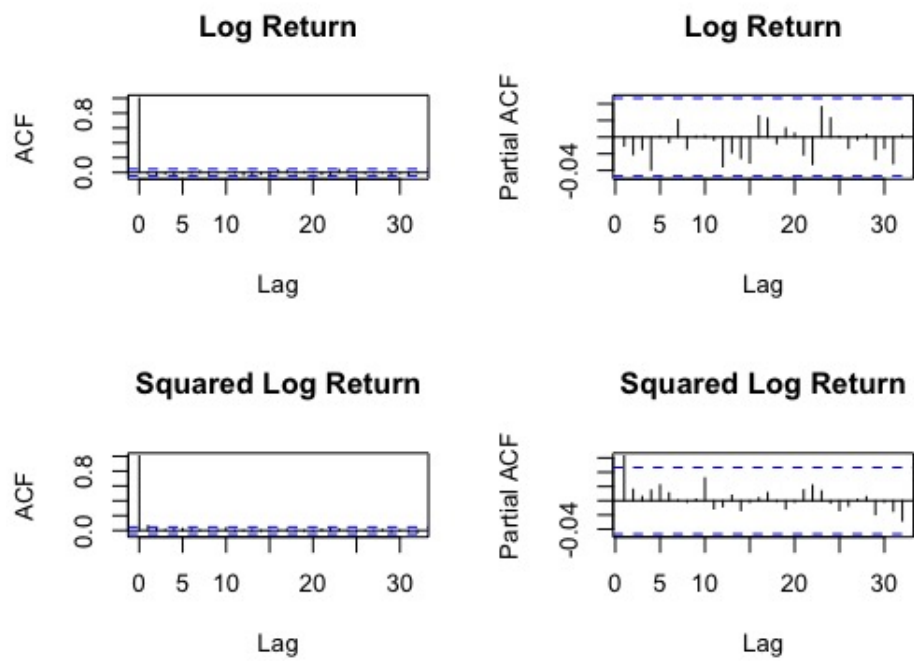 Log Return
ACF
0.8
0.0
0 5 10 20 30
Lag
Log Return
Partial ACF
-0.04
0 5 10 20 30
Lag
Squared Log Return
ACF
0.8
0.0
0 5 10 20 30
Lag
Squared Log Return
Partial ACF
-0.04
0 5 10 20 30
Lag